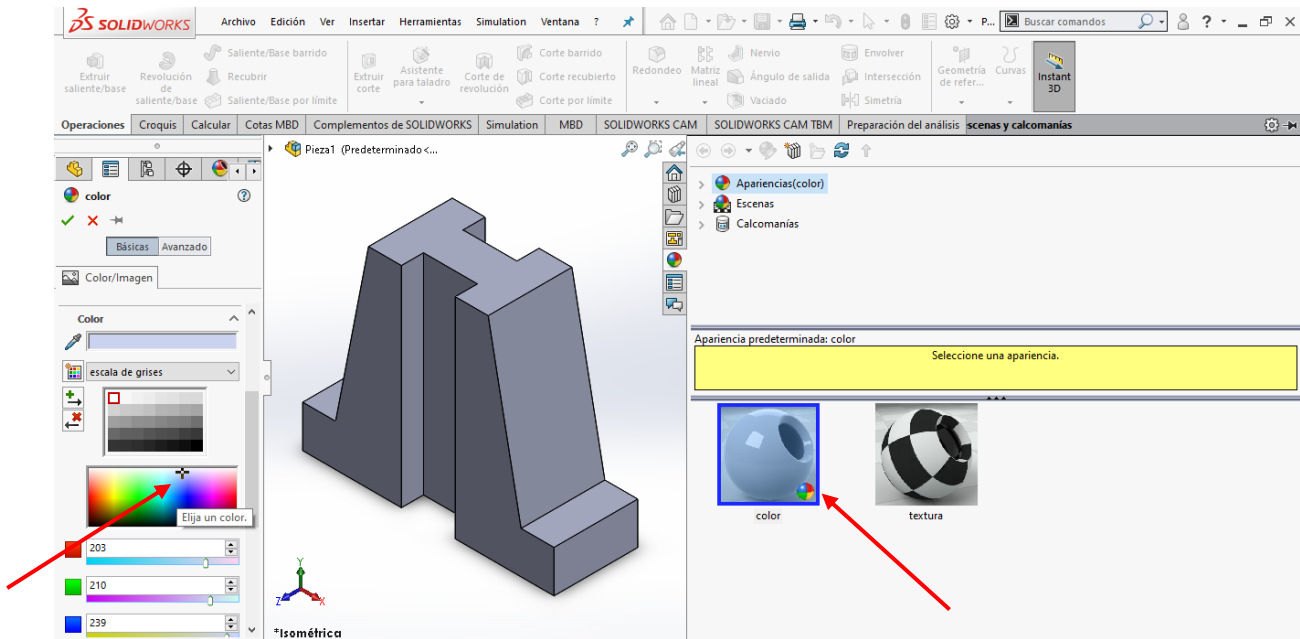 SOLIDWORKS
Archivo Edición Ver Insertar Herramientas Simulation Ventana ?
P...
Buscar comandos
?
Extruir saliente/base
Revolución de saliente/base
Saliente/Base barrido
Recubrir
Saliente/Base por límite
Extruir corte
Asistente para taladro
Corte de revolución
Corte barrido
Corte recubierto
Corte por límite
Redondeo
Matriz lineal
Nervio
Ángulo de salida
Vaciado
Envolver
Intersección
Simetría
Geometría de refer...
Curvas
Instant 3D
Operaciones Croquis Calcular Cotas MBD Complementos de SOLIDWORKS Simulation MBD SOLIDWORKS CAM SOLIDWORKS CAM TBM Preparación del análisis scenas y calcomanías
Pieza1 (Predeterminado<...
color
?
Básicas Avanzado
Color/Imagen
Color
escala de grises
Elija un color.
203
210
239
Y
Z
X
*Isométrica
Apariencias(color)
Escenas
Calcomanías
Apariencia predeterminada: color
Seleccione una apariencia.
color
textura